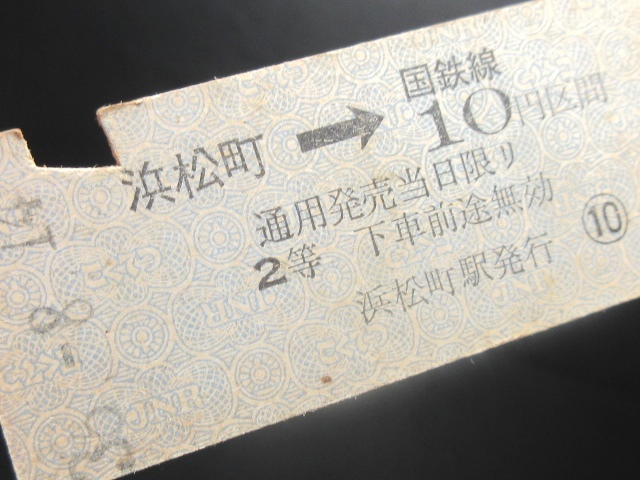 浜松町
国鉄線
10円区間
通用発売当日限り
2等 下車前途無効
浜松町駅発行
⑩
JNR